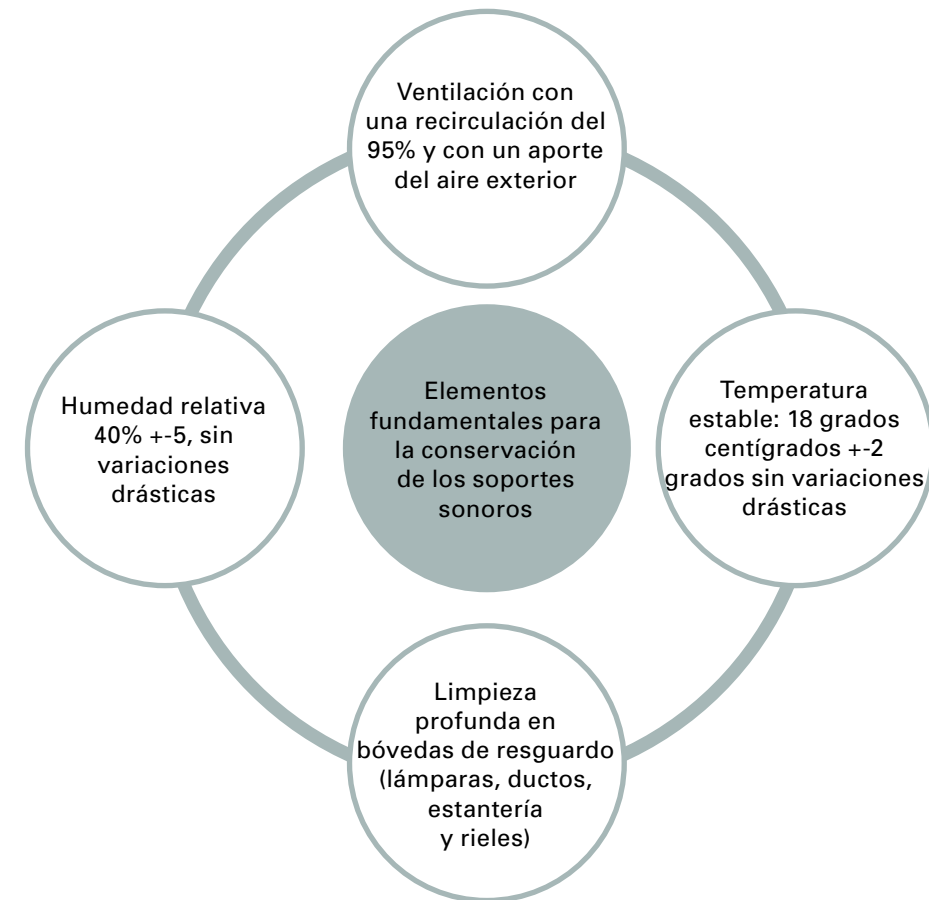 Ventilación con
una recirculación del
95% y con un aporte
del aire exterior
Humedad relativa
40% +-5, sin
variaciones
drásticas
Elementos
fundamentales para
la conservación
de los soportes
sonoros
Temperatura
estable: 18 grados
centígrados +-2
grados sin variaciones
drásticas
Limpieza
profunda en
bóvedas de resguardo
(lámparas, ductos,
estantería
y rieles)